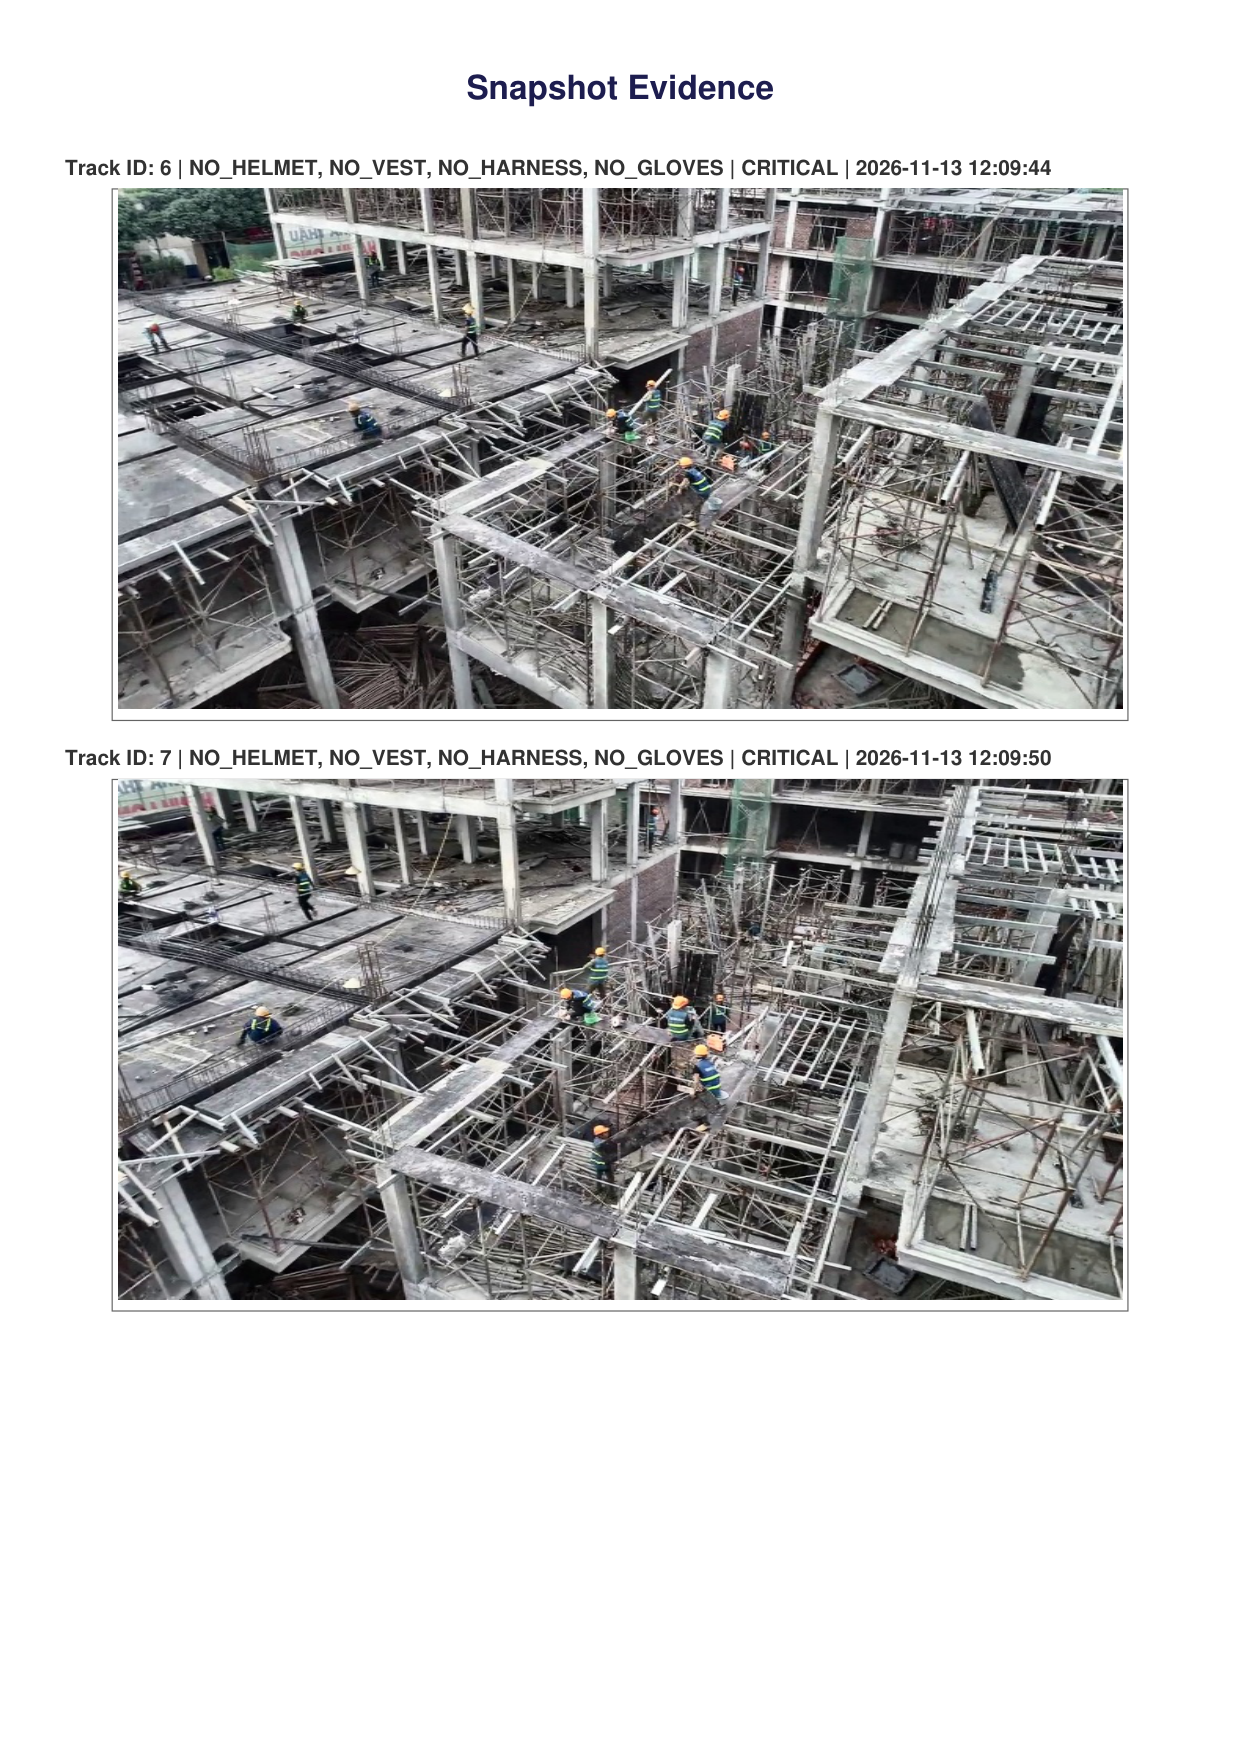 Snapshot Evidence
Track ID: 6 | NO_HELMET, NO_VEST, NO_HARNESS, NO_GLOVES | CRITICAL | 2026-11-13 12:09:44
Track ID: 7 | NO_HELMET, NO_VEST, NO_HARNESS, NO_GLOVES | CRITICAL | 2026-11-13 12:09:50